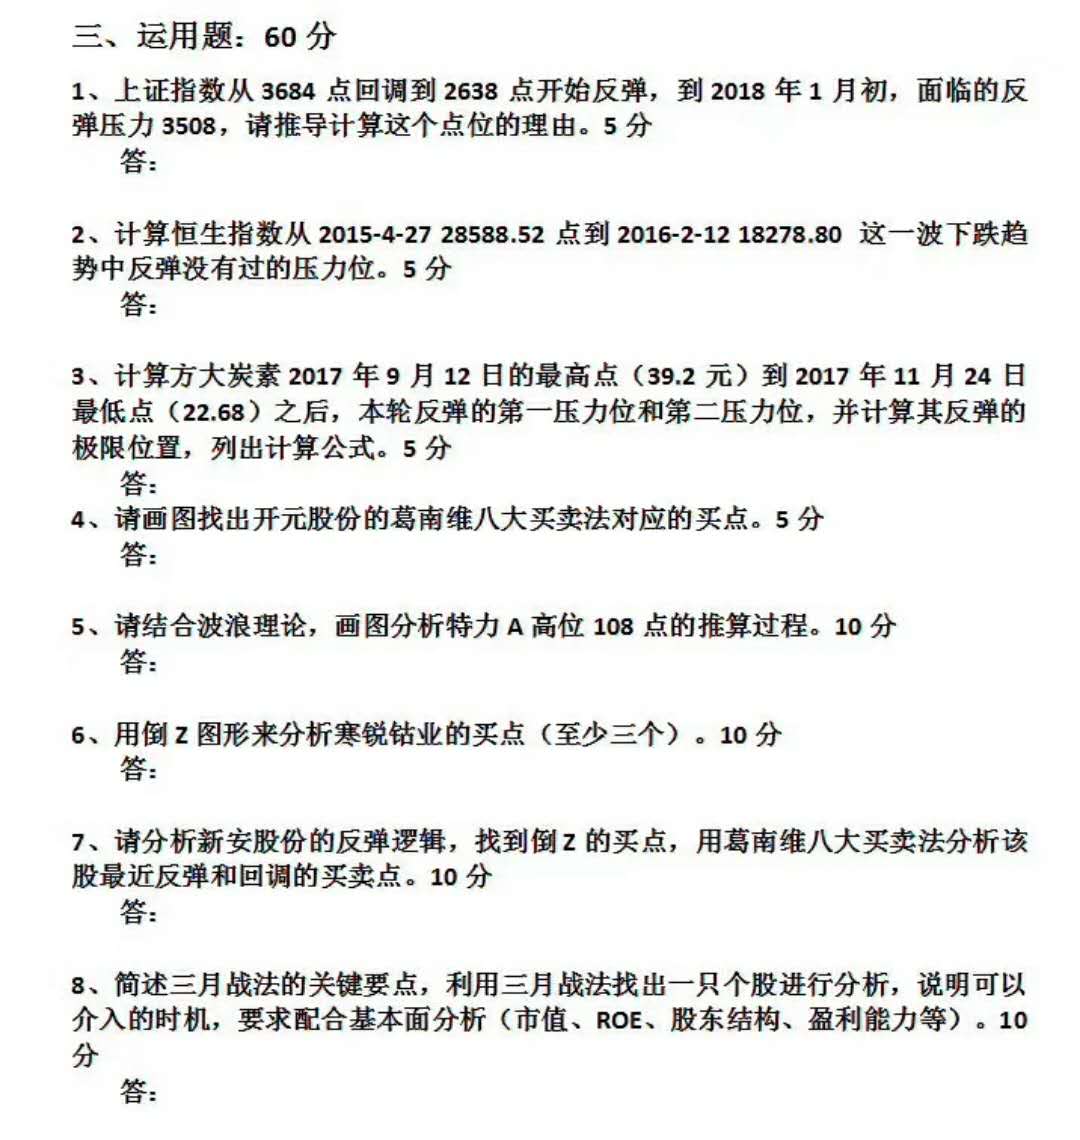 三、运用题：60 分
1、上证指数从 3684 点回调到 2638 点开始反弹，到 2018 年 1 月初，面临的反
弹压力 3508，请推导计算这个点位的理由。5 分
答：
2、计算恒生指数从 2015-4-27 28588.52 点到 2016-2-12 18278.80 这一波下跌趋
势中反弹没有过的压力位。5 分
答：
3、计算方大炭素 2017 年 9 月 12 日的最高点（39.2 元）到 2017 年 11 月 24 日
最低点（22.68）之后，本轮反弹的第一压力位和第二压力位，并计算其反弹的
极限位置，列出计算公式。5 分
答：
4、请画图找出开元股份的葛南维八大买卖法对应的买点。5 分
答：
5、请结合波浪理论，画图分析特力 A 高位 108 点的推算过程。10 分
答：
6、用倒 Z 图形来分析寒锐钴业的买点（至少三个）。10 分
答：
7、请分析新安股份的反弹逻辑，找到倒 Z 的买点，用葛南维八大买卖法分析该
股最近反弹和回调的买卖点。10 分
答：
8、简述三月战法的关键要点，利用三月战法找出一只个股进行分析，说明可以
介入的时机，要求配合基本面分析（市值、ROE、股东结构、盈利能力等）。10
分
答：